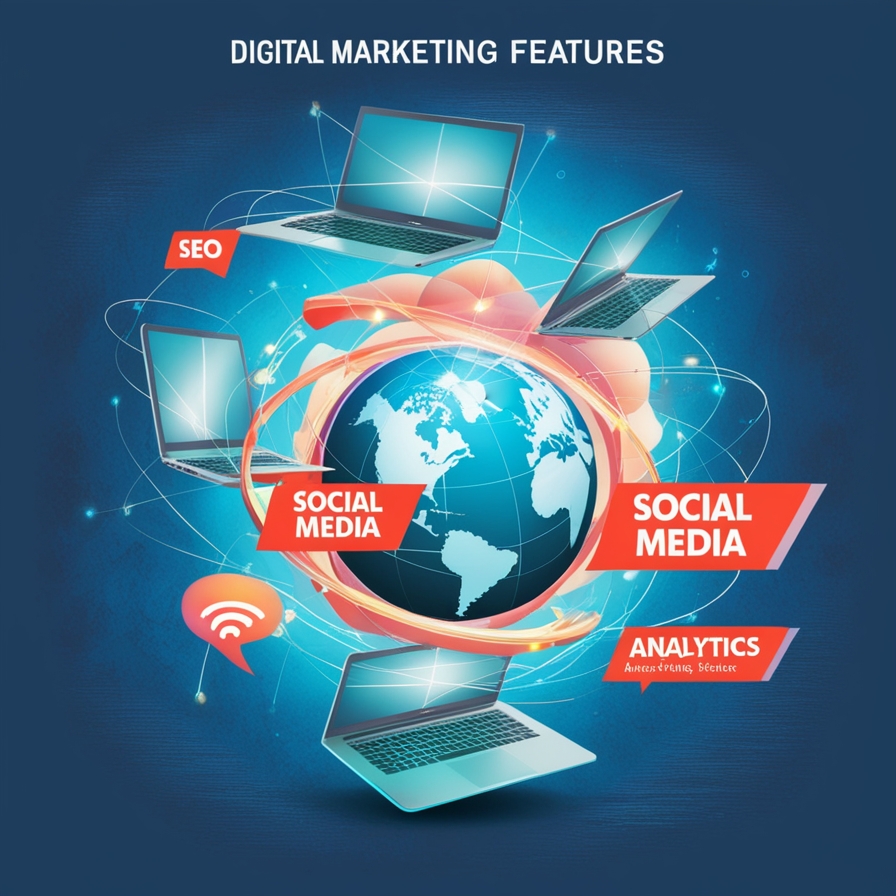 DIGITAL MARKETING FEATURES
SEO
SOCIAL
MEDIA
SOCIAL
MEDIA
ANALYTICS